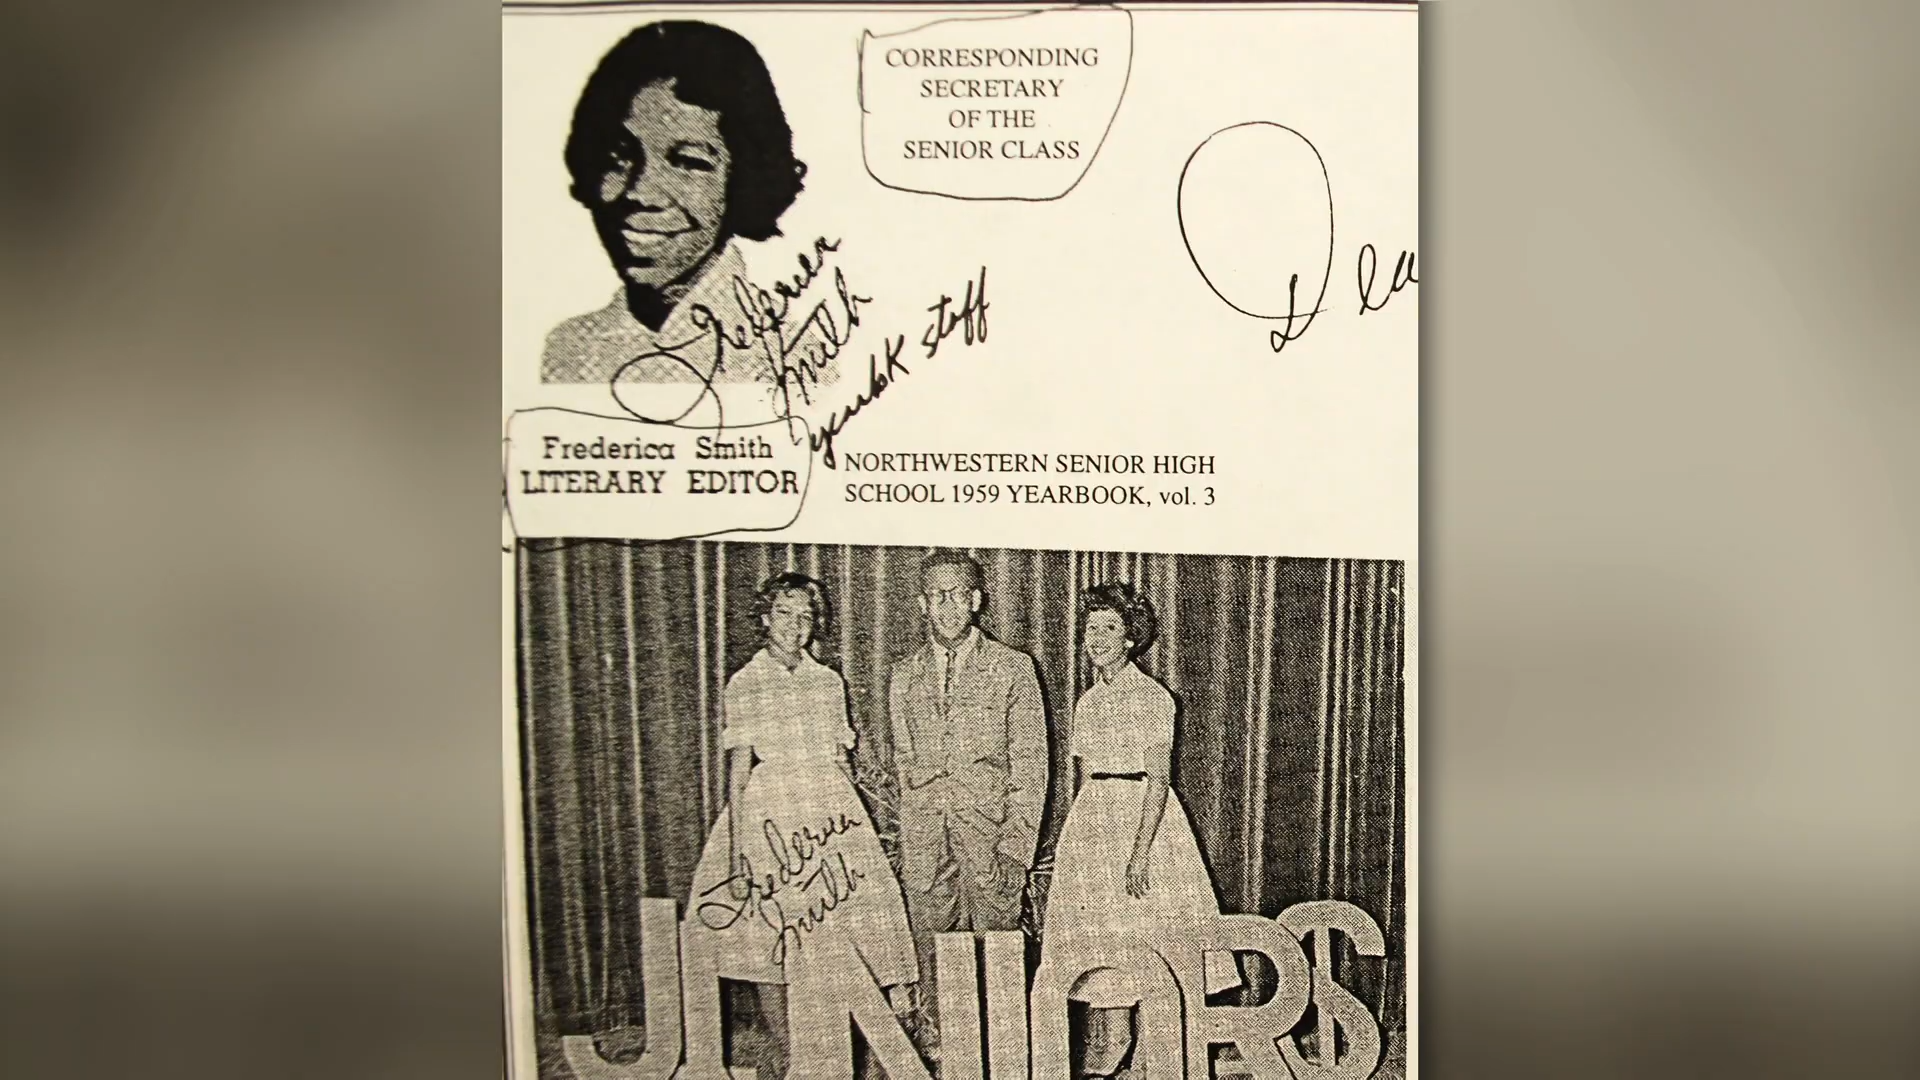 CORRESPONDING
SECRETARY
OF THE
SENIOR CLASS
Frederica
Smith
staff
Frederica Smith
LITERARY EDITOR
NORTHWESTERN SENIOR HIGH
SCHOOL 1959 YEARBOOK, vol. 3
Frederica
Smith
JUNIORS